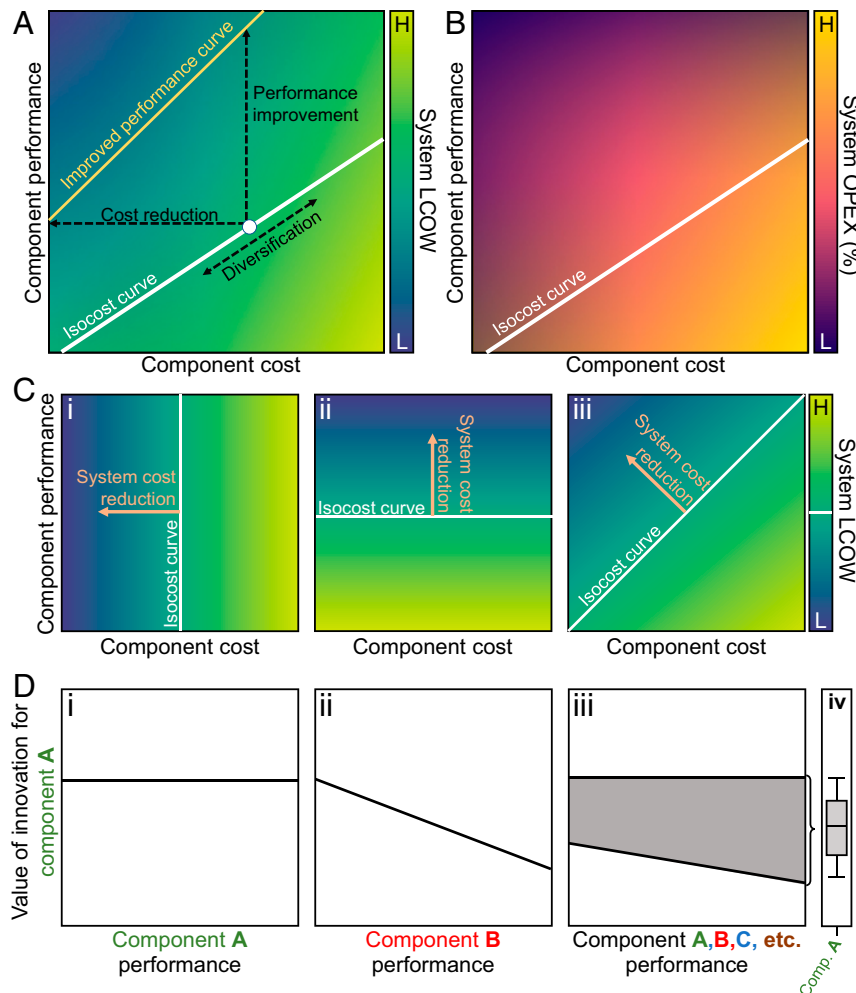 A
Component performance
Improved performance curve
Performance
improvement
Cost reduction
Diversification
Isocost curve
Component cost
H
L
System LCOW
B
Component performance
Isocost curve
Component cost
H
L
System OPEX (%)
C
Component performance
i
System cost
reduction
Isocost curve
Component cost
ii
System cost
reduction
Isocost curve
Component cost
iii
System cost
reduction
Isocost curve
Component cost
H
L
System LCOW
D
Value of innovation for
component A
i
Component A
performance
ii
Component B
performance
iii
Component A,B,C, etc.
performance
iv
Comp. A